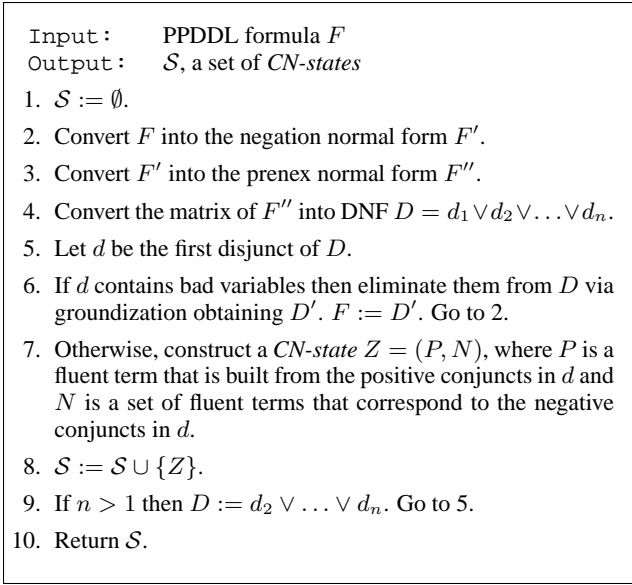 Input: PPDDL formula F
Output: S, a set of CN-states
1. S := ∅.
2. Convert F into the negation normal form F′.
3. Convert F′ into the prenex normal form F″.
4. Convert the matrix of F″ into DNF D = d₁∨d₂∨...∨dₙ.
5. Let d be the first disjunct of D.
6. If d contains bad variables then eliminate them from D via
groundization obtaining D′. F := D′. Go to 2.
7. Otherwise, construct a CN-state Z = (P, N), where P is a
fluent term that is built from the positive conjuncts in d and
N is a set of fluent terms that correspond to the negative
conjuncts in d.
8. S := S ∪ {Z}.
9. If n > 1 then D := d₂ ∨ ... ∨ dₙ. Go to 5.
10. Return S.